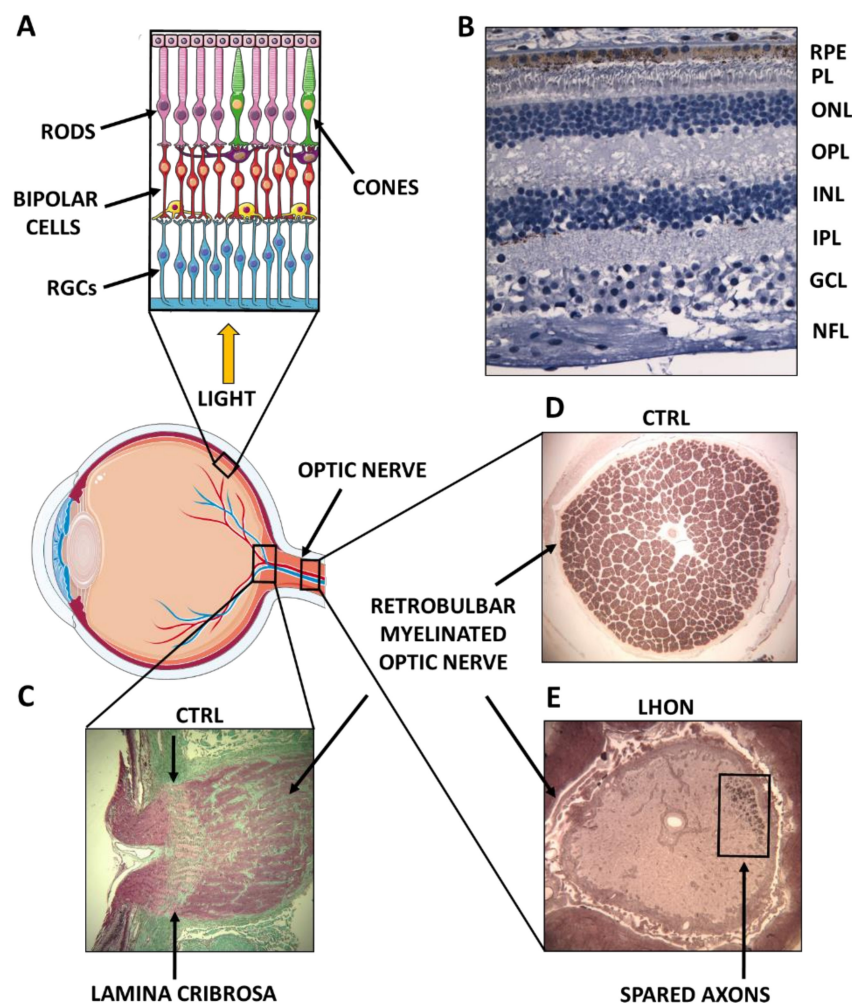 A
RODS
CONES
BIPOLAR
CELLS
RGCs
LIGHT
B
RPE
PL
ONL
OPL
INL
IPL
GCL
NFL
OPTIC NERVE
D
CTRL
RETROBULBAR
MYELINATED
OPTIC NERVE
C
CTRL
LAMINA CRIBROSA
E
LHON
SPARED AXONS